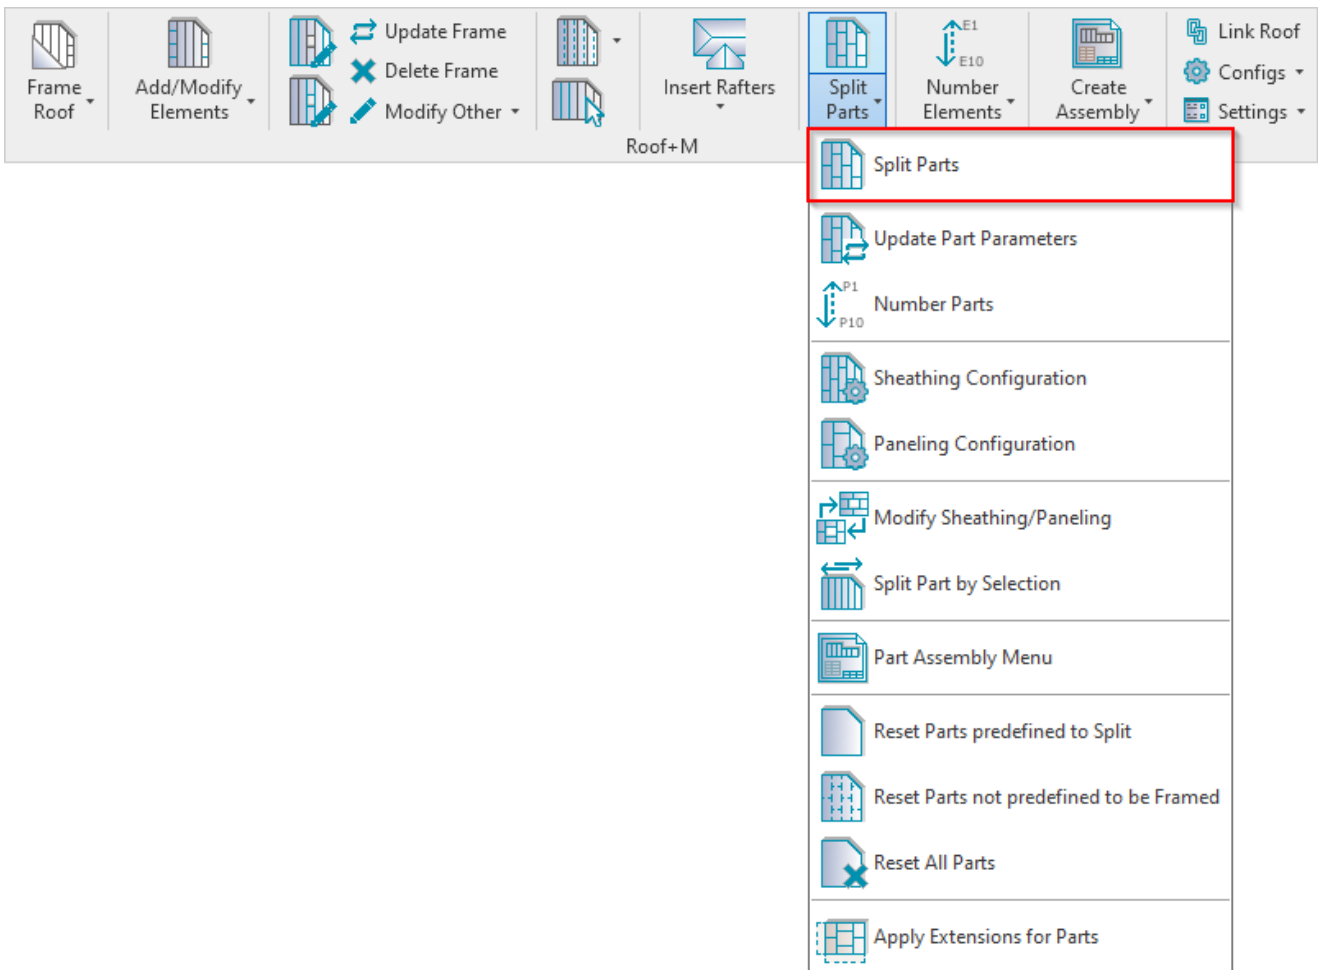 Frame
Roof
Add/Modify
Elements
Update Frame
Delete Frame
Modify Other
Insert Rafters
Split
Parts
E1
E10
Number
Elements
Create
Assembly
Link Roof
Configs
Settings
Roof+M
Split Parts
Update Part Parameters
P1
P10
Number Parts
Sheathing Configuration
Paneling Configuration
Modify Sheathing/Paneling
Split Part by Selection
Part Assembly Menu
Reset Parts predefined to Split
Reset Parts not predefined to be Framed
Reset All Parts
Apply Extensions for Parts